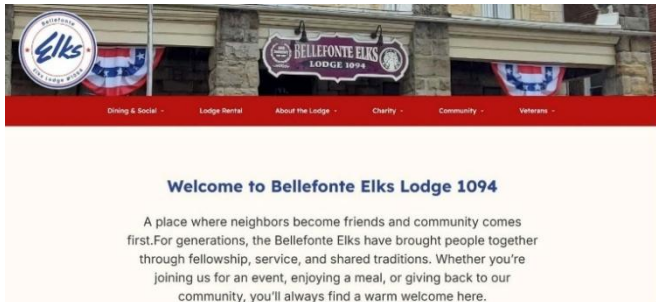 Bellefonte
Elks
Elks Lodge #1094
BELLEFONTE ELKS
LODGE 1094
Dining & Social
Lodge Rental
About the Lodge
Charity
Community
Veterans
Welcome to Bellefonte Elks Lodge 1094
A place where neighbors become friends and community comes
first.For generations, the Bellefonte Elks have brought people together
through fellowship, service, and shared traditions. Whether you're
joining us for an event, enjoying a meal, or giving back to our
community, you'll always find a warm welcome here.